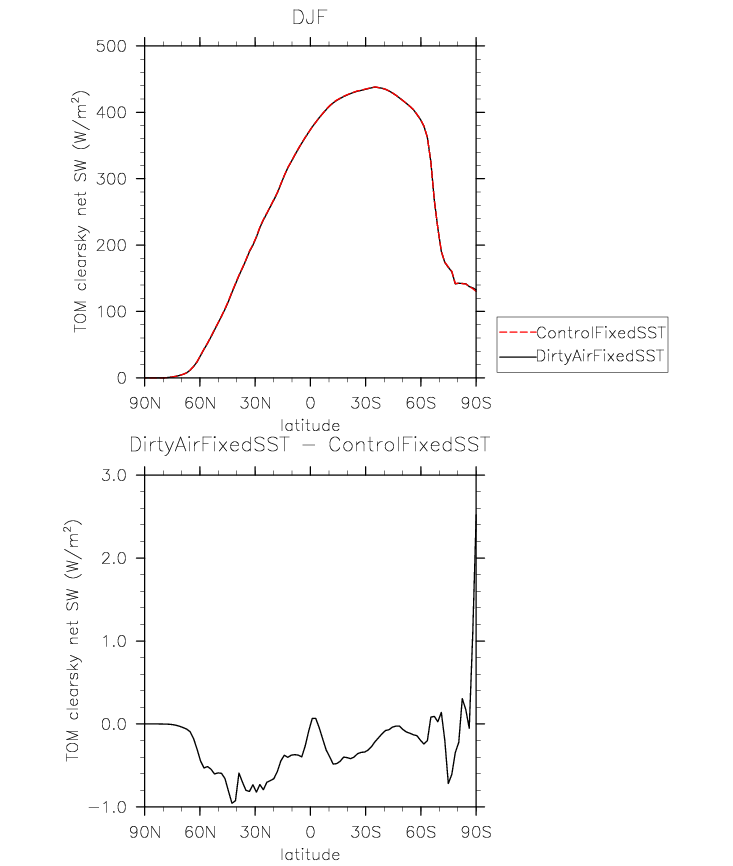 DJF
TOM clearsky net SW (W/m²)
500
400
300
200
100
0
90N 60N 30N 0 30S 60S 90S
latitude
ControlFixedSST
DirtyAirFixedSST
DirtyAirFixedSST − ControlFixedSST
TOM clearsky net SW (W/m²)
3.0
2.0
1.0
0.0
−1.0
90N 60N 30N 0 30S 60S 90S
latitude